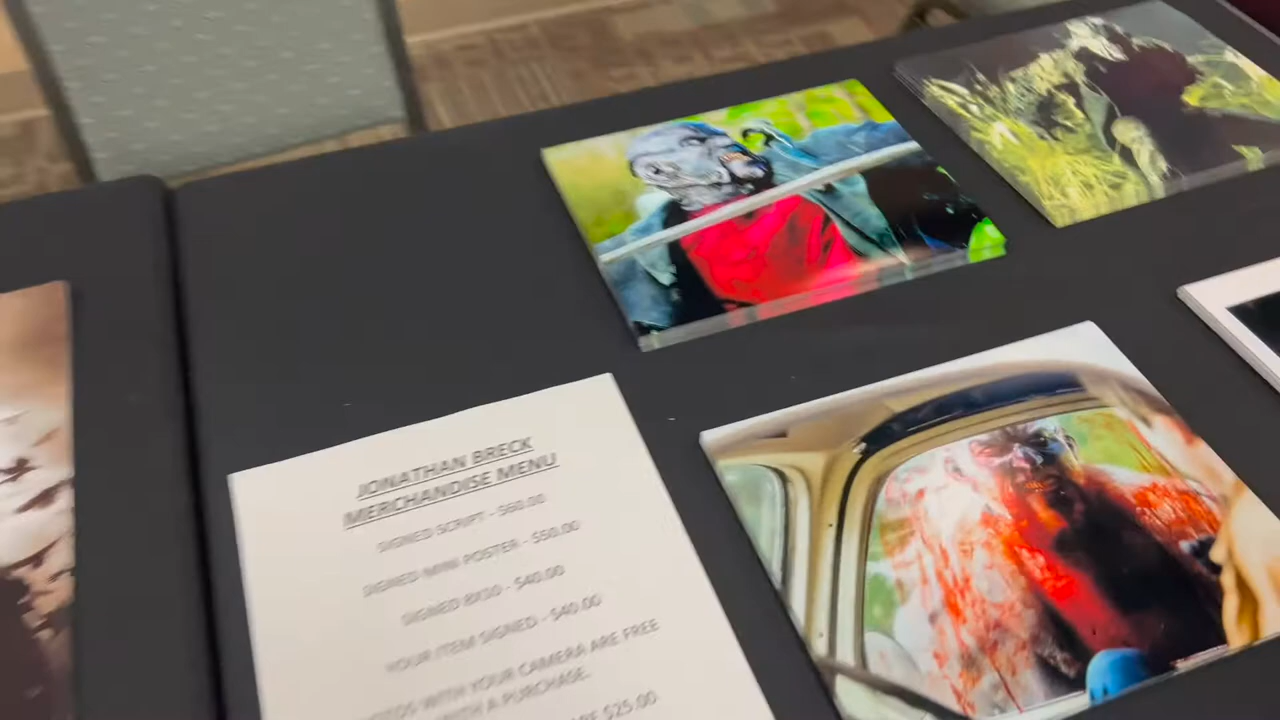 JONATHAN BRECK
MERCHANDISE MENU
SIGNED SCRIPT - $60.00
SIGNED MINI POSTER - $50.00
SIGNED 8X10 - $40.00
YOUR ITEM SIGNED - $40.00
WITH YOUR CAMERA ARE FREE
WITH A PURCHASE.
ARE $25.00